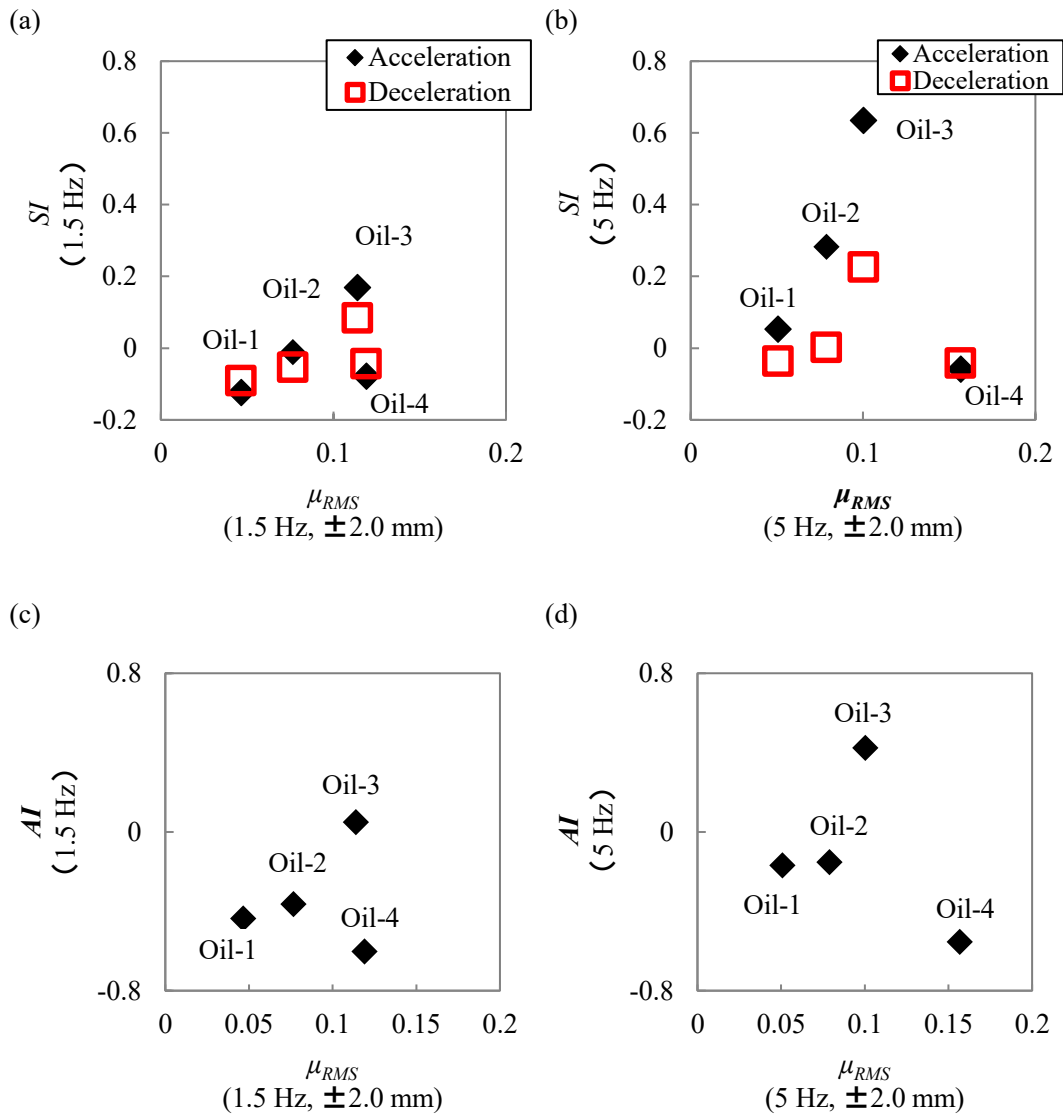 (a)
Acceleration
Deceleration
0.8
0.6
0.4
0.2
0
-0.2
SI
(1.5 Hz)
Oil-1
Oil-2
Oil-3
Oil-4
0
0.1
0.2
μRMS
(1.5 Hz, ±2.0 mm)
(b)
Acceleration
Deceleration
0.8
0.6
0.4
0.2
0
-0.2
SI
(5 Hz)
Oil-1
Oil-2
Oil-3
Oil-4
0
0.1
0.2
μRMS
(5 Hz, ±2.0 mm)
(c)
0.8
0
-0.8
AI
(1.5 Hz)
Oil-1
Oil-2
Oil-3
Oil-4
0
0.05
0.1
0.15
0.2
μRMS
(1.5 Hz, ±2.0 mm)
(d)
0.8
0
-0.8
AI
(5 Hz)
Oil-1
Oil-2
Oil-3
Oil-4
0
0.05
0.1
0.15
0.2
μRMS
(5 Hz, ±2.0 mm)